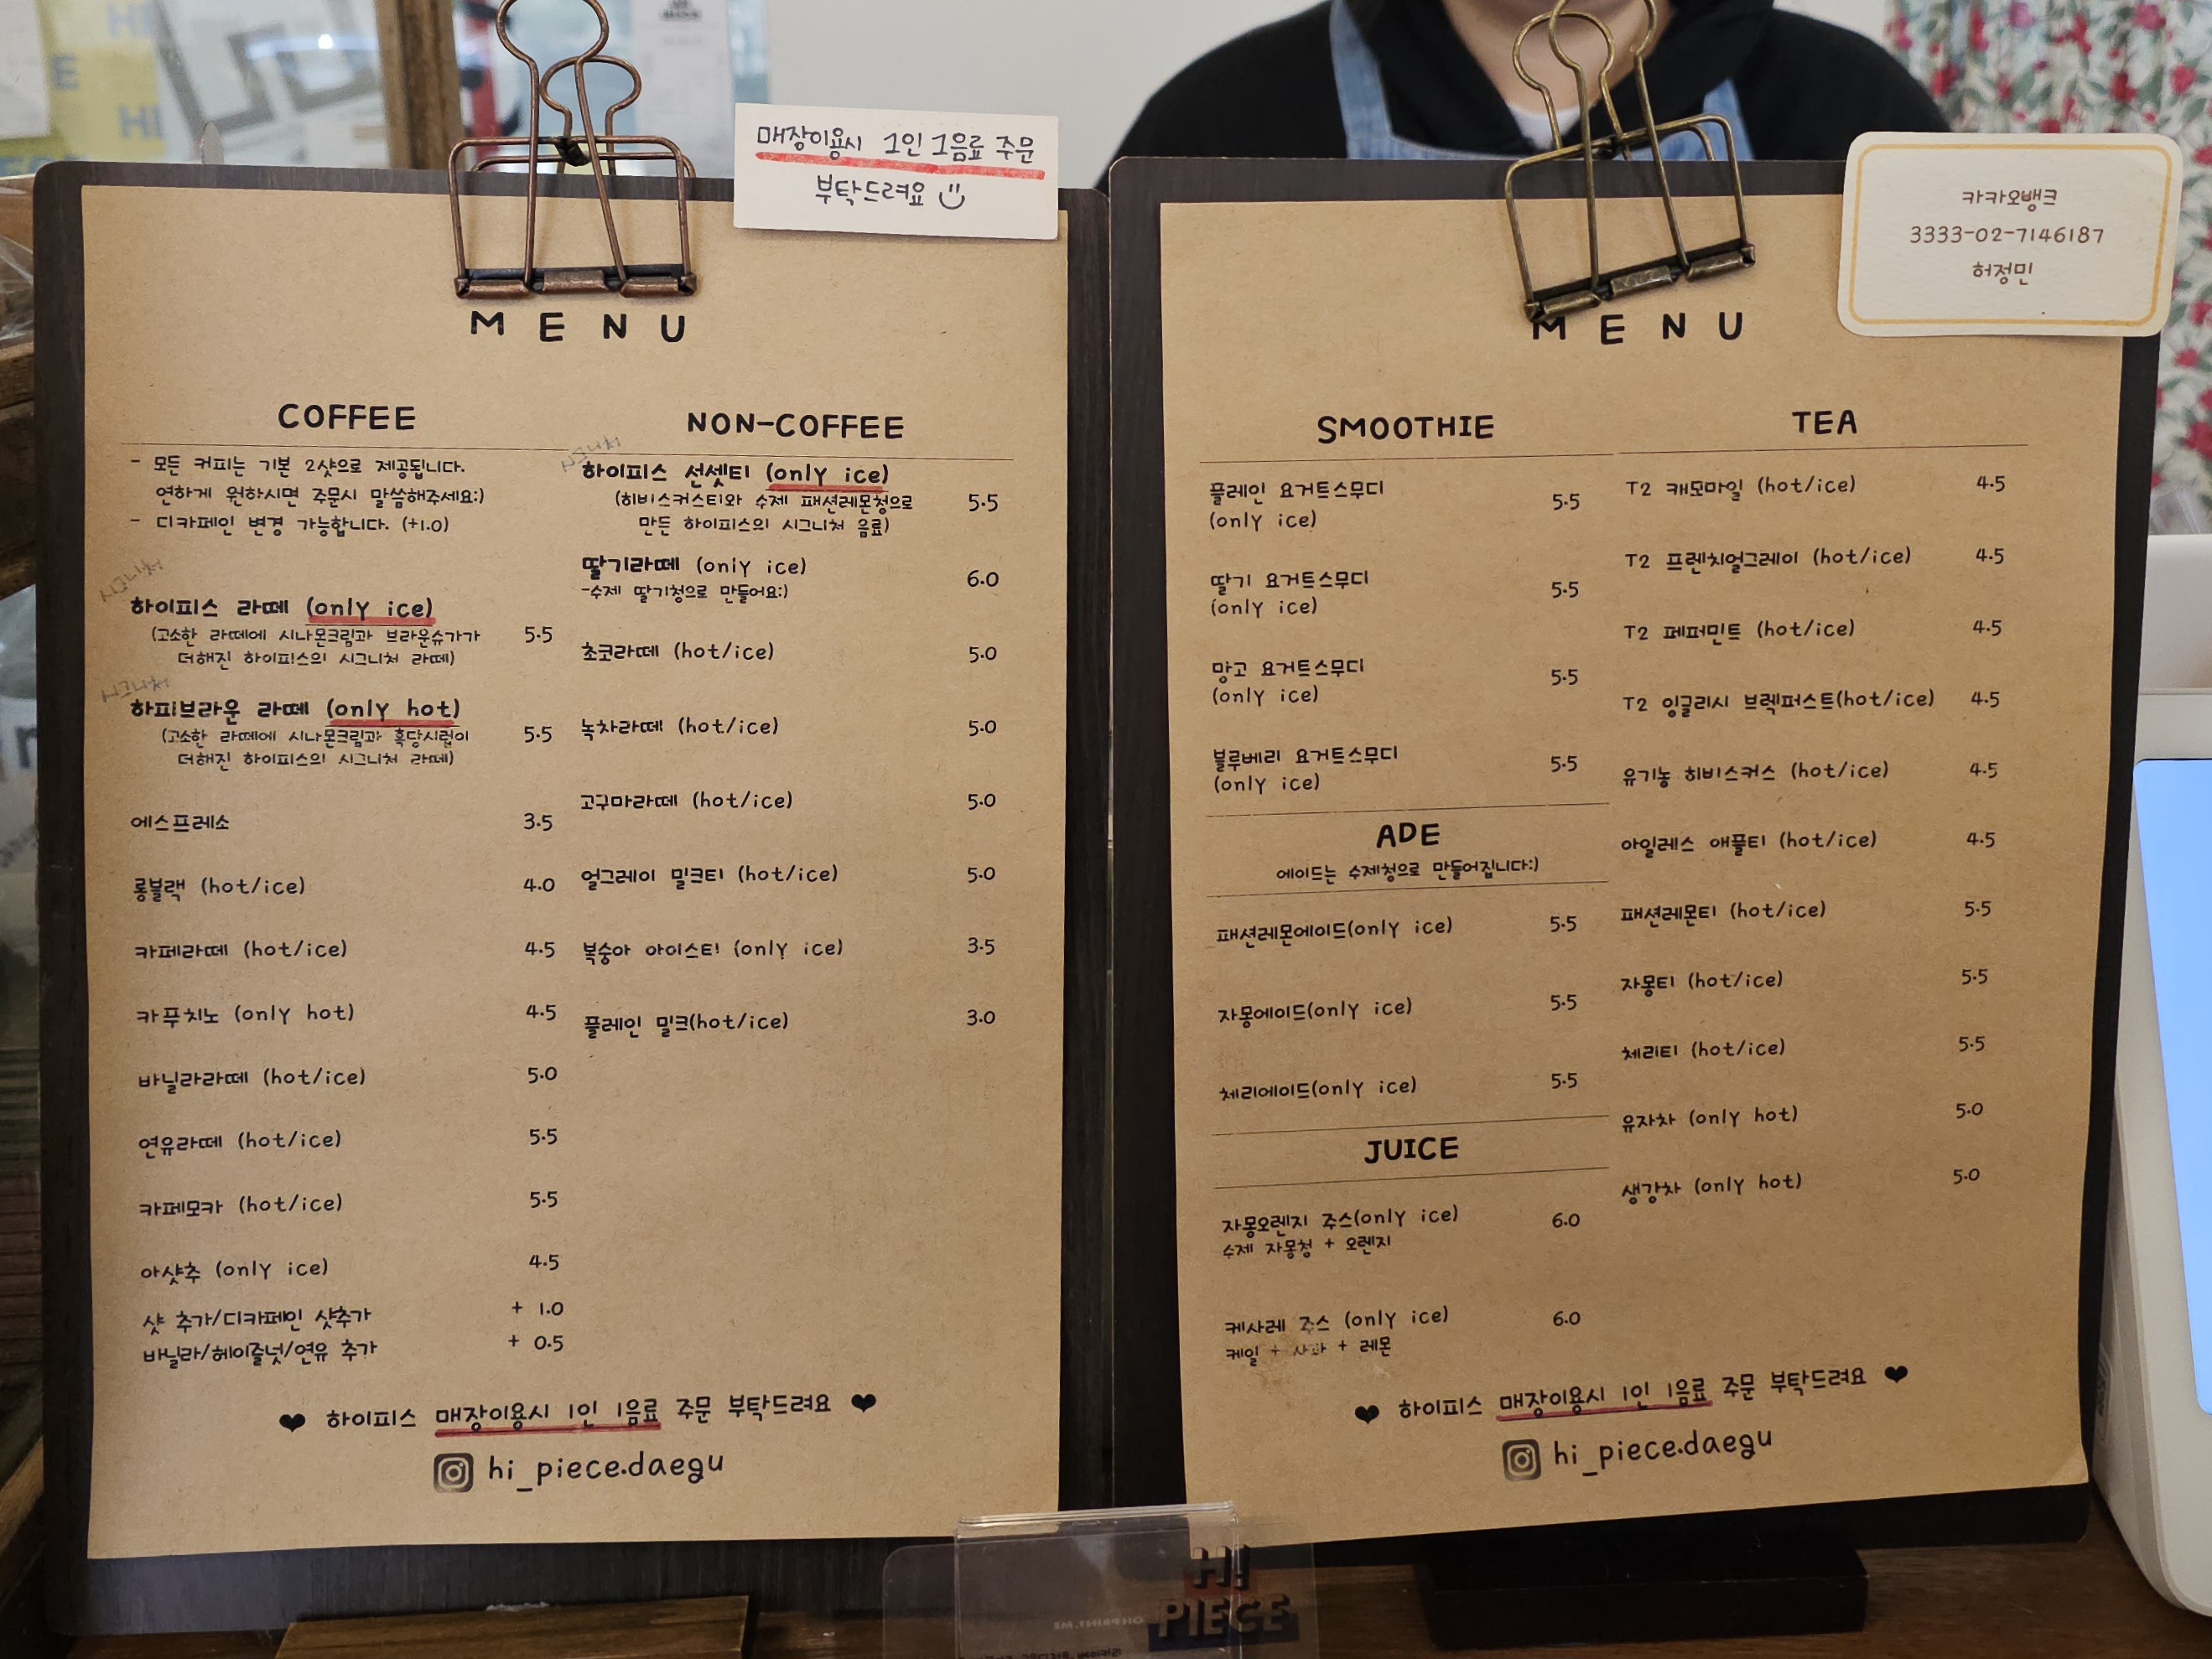 매장이용시 1인 1음료 주문
부탁드려요
카카오뱅크
3333-02-7146187
허정민
MENU
COFFEE
- 모든 커피는 기본 2샷으로 제공됩니다.
연하게 원하시면 주문시 말씀해주세요:)
- 디카페인 변경 가능합니다. (+1.0)
시그니처
하이피스 라떼 (only ice)
(고소한 라떼에 시나몬크림과 브라운슈가가 5.5
더해진 하이피스의 시그니처 라떼)
시그니처
하피브라운 라떼 (only hot)
(고소한 라떼에 시나몬크림과 흑당시럽이 5.5
더해진 하이피스의 시그니처 라떼)
에스프레소 3.5
롱블랙 (hot/ice) 4.0
카페라떼 (hot/ice) 4.5
카푸치노 (only hot) 4.5
바닐라라떼 (hot/ice) 5.0
연유라떼 (hot/ice) 5.5
카페모카 (hot/ice) 5.5
아샷추 (only ice) 4.5
샷 추가/디카페인 샷추가 + 1.0
바닐라/헤이즐넛/연유 추가 + 0.5
NON-COFFEE
시그니처
하이피스 선셋티 (only ice)
(히비스커스티와 수제 패션레몬청으로 5.5
만든 하이피스의 시그니처 음료)
딸기라떼 (only ice) 6.0
-수제 딸기청으로 만들어요:)
초코라떼 (hot/ice) 5.0
녹차라떼 (hot/ice) 5.0
고구마라떼 (hot/ice) 5.0
얼그레이 밀크티 (hot/ice) 5.0
복숭아 아이스티 (only ice) 3.5
플레인 밀크(hot/ice) 3.0
하이피스 매장이용시 1인 1음료 주문 부탁드려요
hi_piece.daegu
MENU
SMOOTHIE
플레인 요거트스무디 5.5
(only ice)
딸기 요거트스무디 5.5
(only ice)
망고 요거트스무디 5.5
(only ice)
블루베리 요거트스무디 5.5
(only ice)
ADE
에이드는 수제청으로 만들어집니다:)
패션레몬에이드(only ice) 5.5
자몽에이드(only ice) 5.5
체리에이드(only ice) 5.5
JUICE
자몽오렌지 주스(only ice) 6.0
수제 자몽청 + 오렌지
케사레 주스 (only ice) 6.0
케일 + 사과 + 레몬
TEA
T2 캐모마일 (hot/ice) 4.5
T2 프렌치얼그레이 (hot/ice) 4.5
T2 페퍼민트 (hot/ice) 4.5
T2 잉글리시 브렉퍼스트(hot/ice) 4.5
유기농 히비스커스 (hot/ice) 4.5
아일레스 애플티 (hot/ice) 4.5
패션레몬티 (hot/ice) 5.5
자몽티 (hot/ice) 5.5
체리티 (hot/ice) 5.5
유자차 (only hot) 5.0
생강차 (only hot) 5.0
하이피스 매장이용시 1인 1음료 주문 부탁드려요
hi_piece.daegu
HI
PIECE